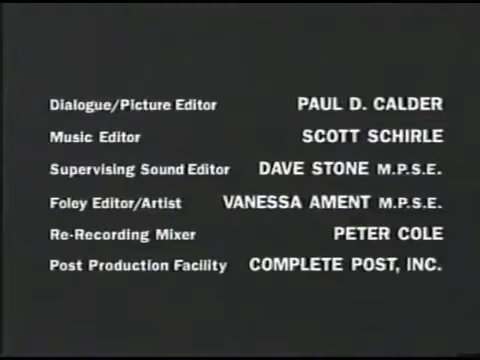 Dialogue/Picture Editor PAUL D. CALDER
Music Editor SCOTT SCHIRLE
Supervising Sound Editor DAVE STONE M.P.S.E.
Foley Editor/Artist VANESSA AMENT M.P.S.E.
Re-Recording Mixer PETER COLE
Post Production Facility COMPLETE POST, INC.